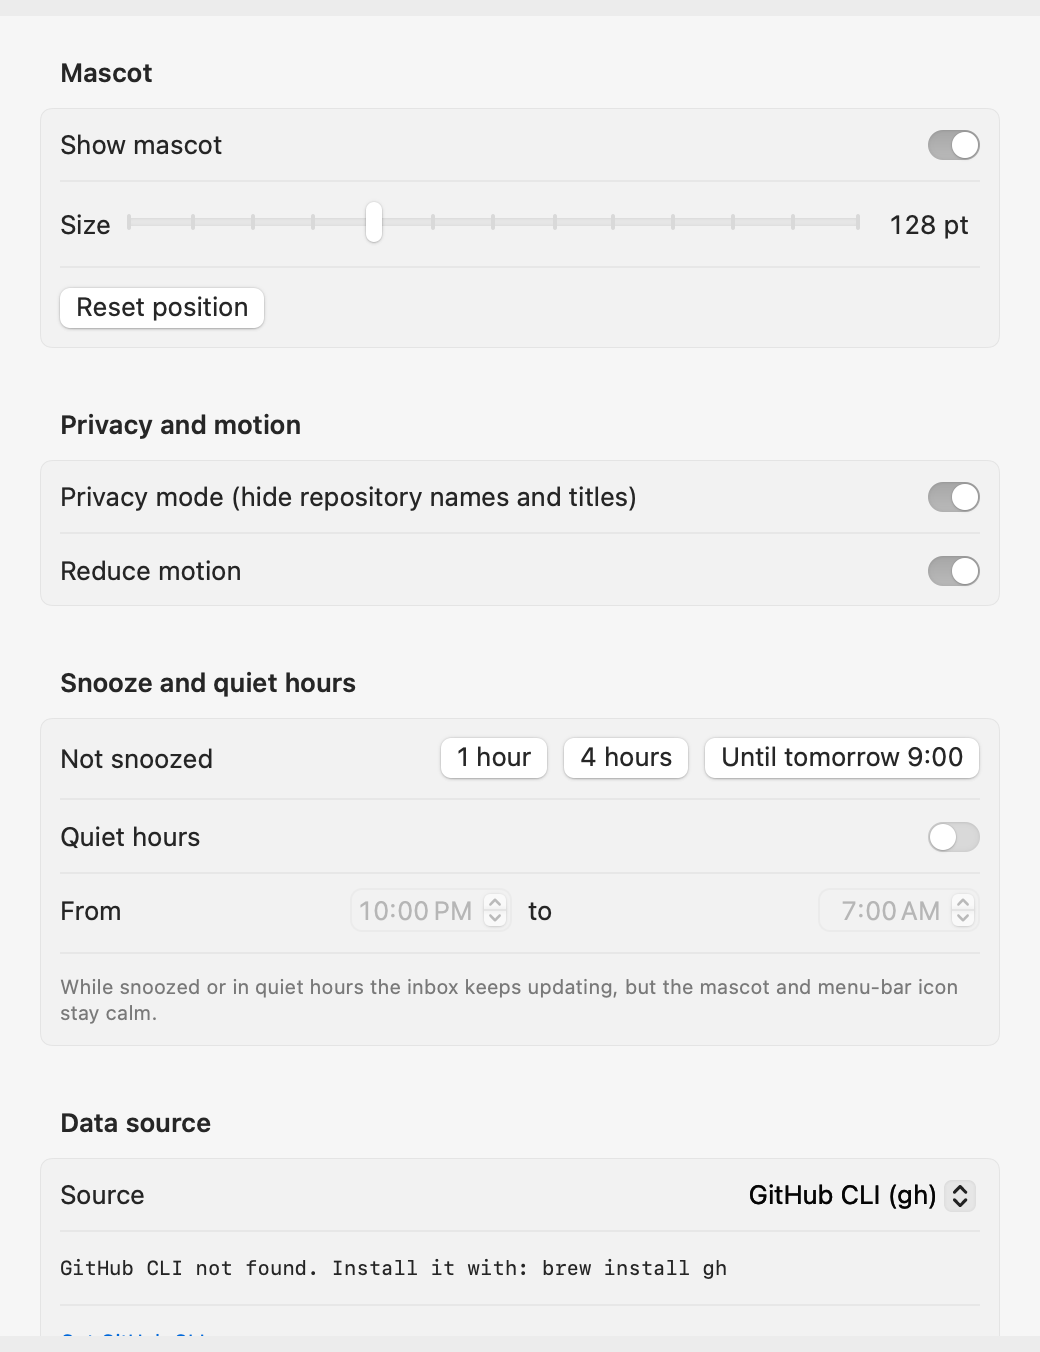 Mascot
Show mascot
Size 128 pt
Reset position
Privacy and motion
Privacy mode (hide repository names and titles)
Reduce motion
Snooze and quiet hours
Not snoozed 1 hour 4 hours Until tomorrow 9:00
Quiet hours
From 10:00 PM to 7:00 AM
While snoozed or in quiet hours the inbox keeps updating, but the mascot and menu-bar icon
stay calm.
Data source
Source GitHub CLI (gh)
GitHub CLI not found. Install it with: brew install gh